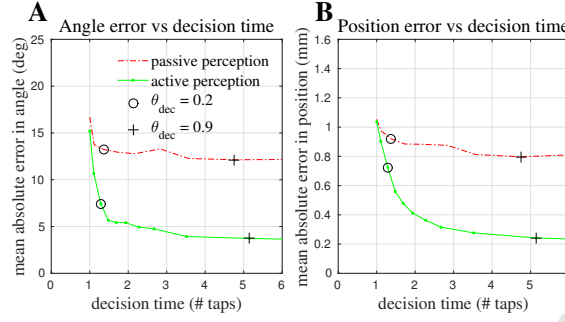 A
Angle error vs decision time
mean absolute error in angle (deg)
25
20
15
10
5
0
passive perception
active perception
θdec = 0.2
θdec = 0.9
0 1 2 3 4 5 6
decision time (# taps)
B
Position error vs decision time
mean absolute error in position (mm)
1.6
1.4
1.2
1
0.8
0.6
0.4
0.2
0
0 1 2 3 4 5
decision time (# taps)